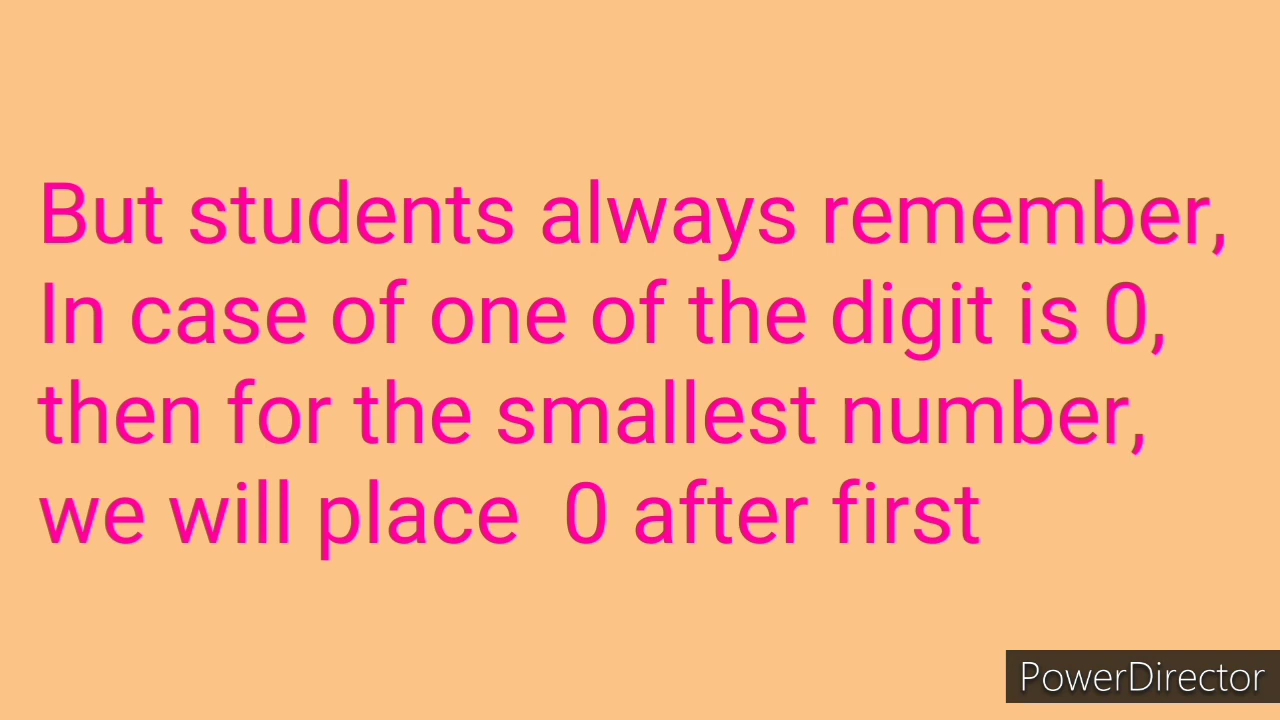 But students always remember,
In case of one of the digit is 0,
then for the smallest number,
we will place  0 after first
PowerDirector